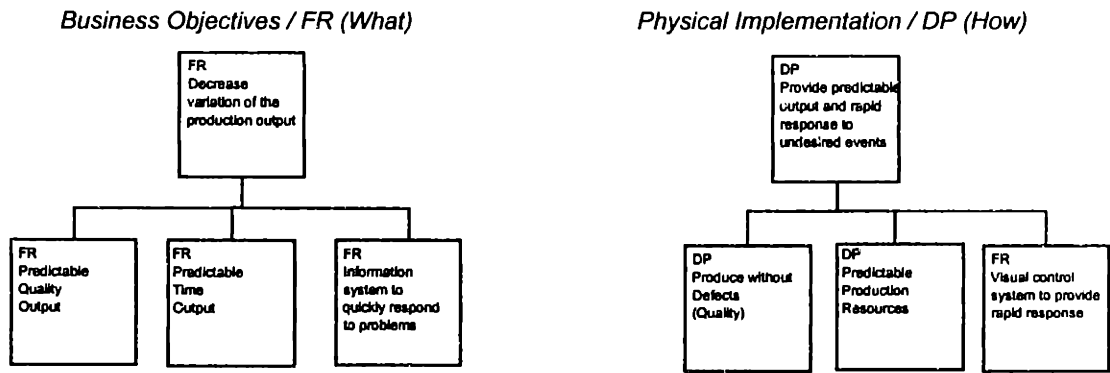 Business Objectives / FR (What)
Physical Implementation / DP (How)
FR
Decrease
variation of the
production output
DP
Provide predictable
output and rapid
response to
undesired events
FR
Predictable
Quality
Output
FR
Predictable
Time
Output
FR
Information
system to
quickly respond
to problems
DP
Produce without
Defects
(Quality)
DP
Predictable
Production
Resources
FR
Visual control
system to provide
rapid response